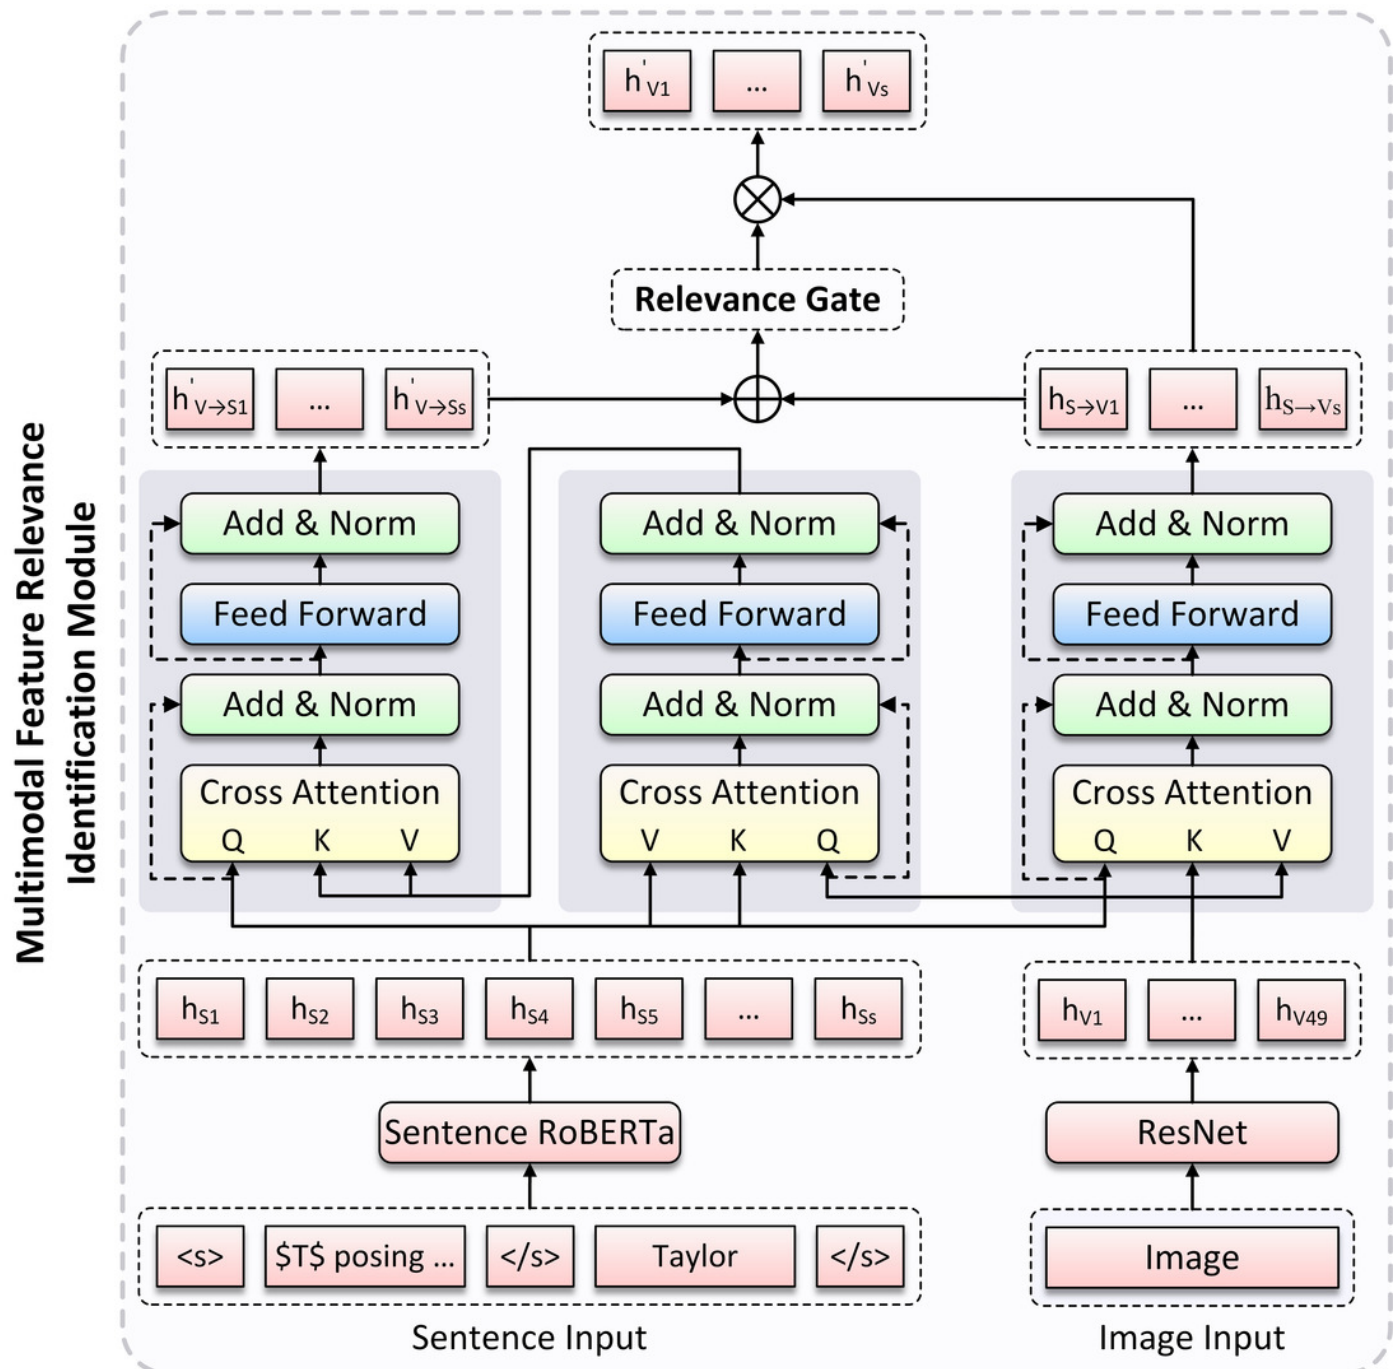 Multimodal Feature Relevance
Identification Module
h'V1 ... h'Vs
Relevance Gate
h'V→S1 ... h'V→Ss
hS→V1 ... hS→Vs
Add & Norm Add & Norm Add & Norm
Feed Forward Feed Forward Feed Forward
Add & Norm Add & Norm Add & Norm
Cross Attention Cross Attention Cross Attention
Q K V V K Q Q K V
hS1 hS2 hS3 hS4 hS5 ... hSs
hV1 ... hV49
Sentence RoBERTa
ResNet
<s> $T$ posing ... </s> Taylor </s>
Image
Sentence Input
Image Input